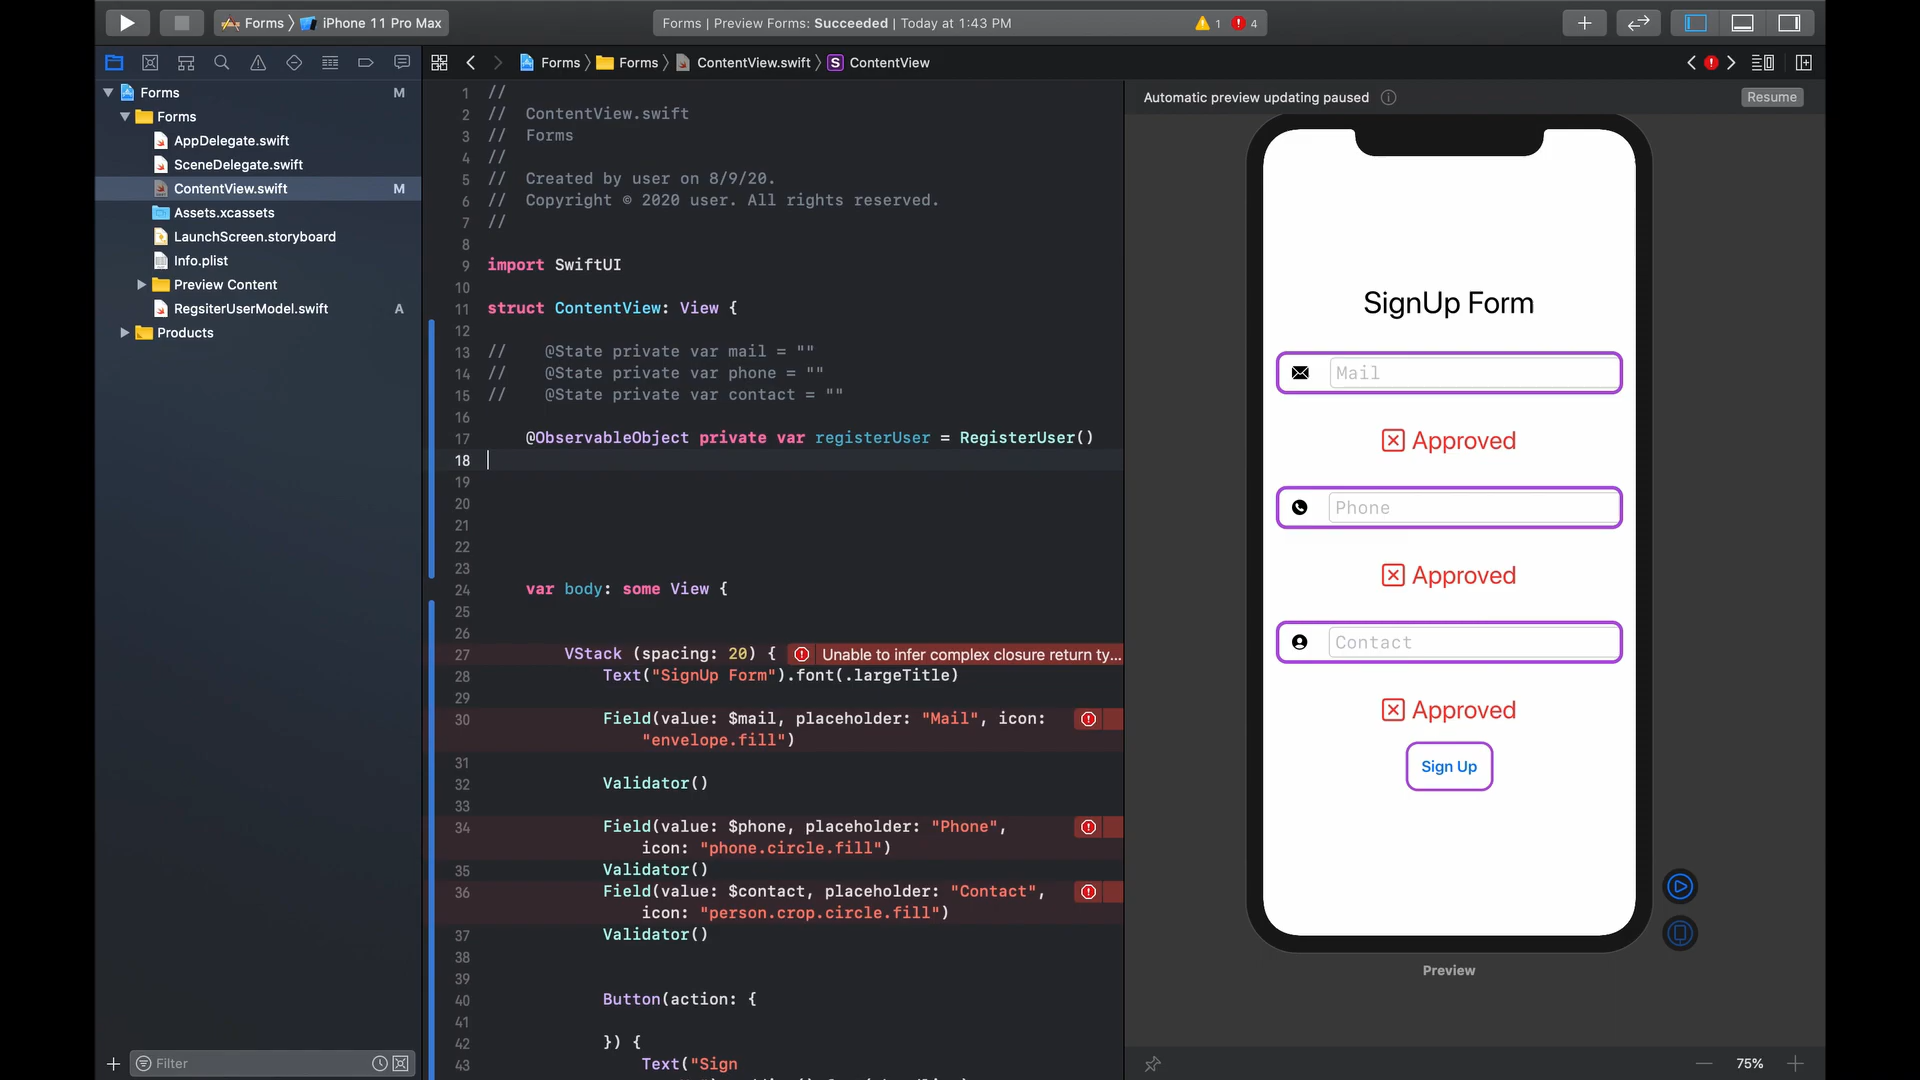 Forms
iPhone 11 Pro Max
Forms | Preview Forms: Succeeded | Today at 1:43 PM
1
4
Forms
Forms
ContentView.swift
S
ContentView
Forms
M
Forms
AppDelegate.swift
SceneDelegate.swift
ContentView.swift
M
Assets.xcassets
LaunchScreen.storyboard
Info.plist
Preview Content
RegsiterUserModel.swift
A
Products
Filter
1 //
2 //  ContentView.swift
3 //  Forms
4 //
5 //  Created by user on 8/9/20.
6 //  Copyright © 2020 user. All rights reserved.
7 //
8
9 import SwiftUI
10
11 struct ContentView: View {
12
13 //    @State private var mail = ""
14 //    @State private var phone = ""
15 //    @State private var contact = ""
16
17     @ObservableObject private var registerUser = RegisterUser()
18
19
20
21
22
23
24     var body: some View {
25
26
27         VStack (spacing: 20) { Unable to infer complex closure return ty...
28             Text("SignUp Form").font(.largeTitle)
29
30             Field(value: $mail, placeholder: "Mail", icon:
                "envelope.fill")
31
32             Validator()
33
34             Field(value: $phone, placeholder: "Phone",
                icon: "phone.circle.fill")
35             Validator()
36             Field(value: $contact, placeholder: "Contact",
                icon: "person.crop.circle.fill")
37             Validator()
38
39
40             Button(action: {
41
42             }) {
43                 Text("Sign
Automatic preview updating paused
Resume
SignUp Form
Mail
Approved
Phone
Approved
Contact
Approved
Sign Up
Preview
75%